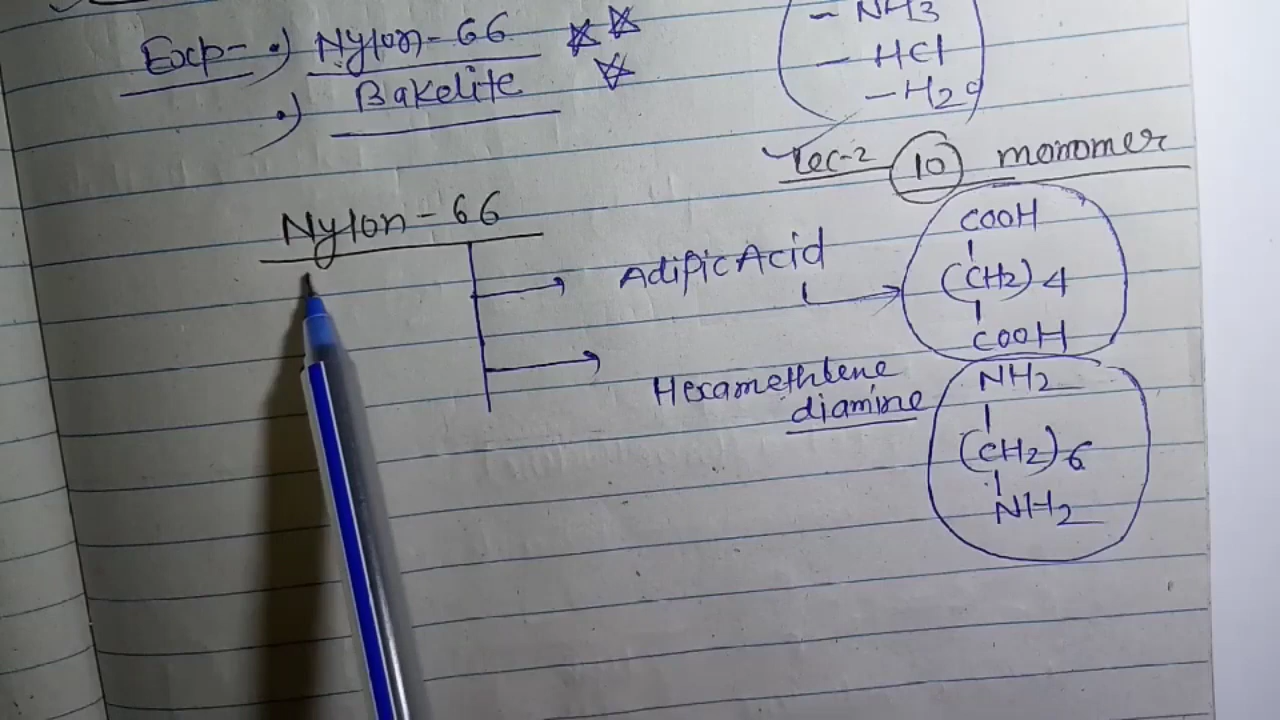 Exp- •) Nylon-66
•) Bakelite
- NH3
- HCl
- H2O
Lec-2 10 monomer
Nylon-66
Adipic Acid
COOH
(CH2)4
COOH
Hexamethlene
diamine
NH2
(CH2)6
NH2